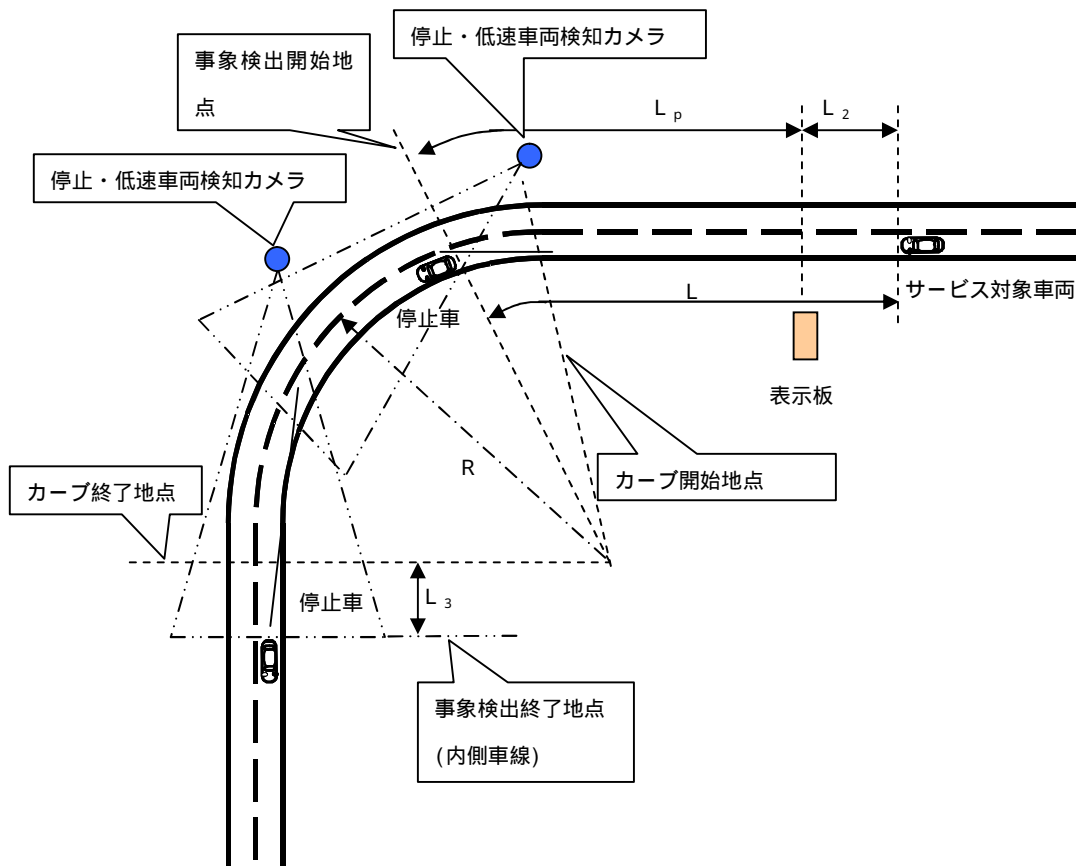 停止・低速車両検知カメラ
事象検出開始地
点
Lp
L2
停止・低速車両検知カメラ
サービス対象車両
L
停止車
表示板
R
カーブ開始地点
カーブ終了地点
停止車
L3
事象検出終了地点
(内側車線)